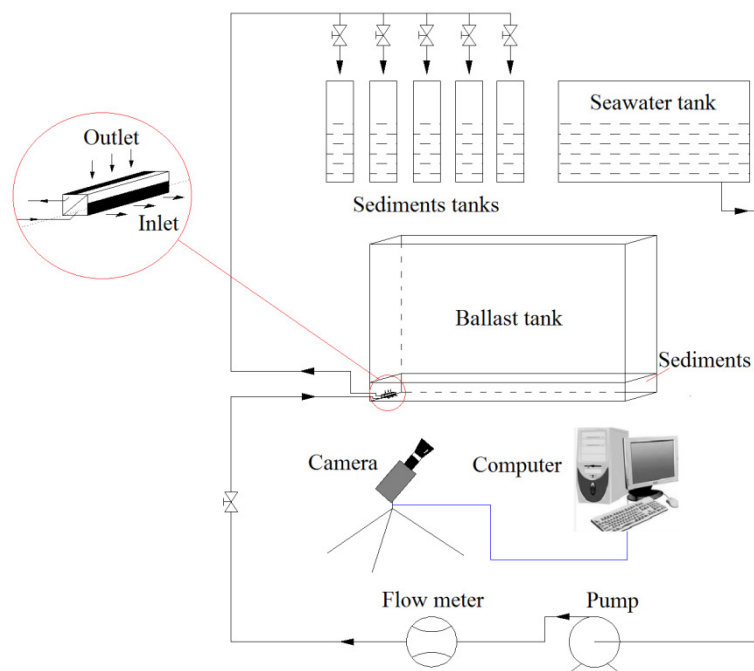 Seawater tank
Outlet
Inlet
Sediments tanks
Ballast tank
Sediments
Camera
Computer
Flow meter
Pump